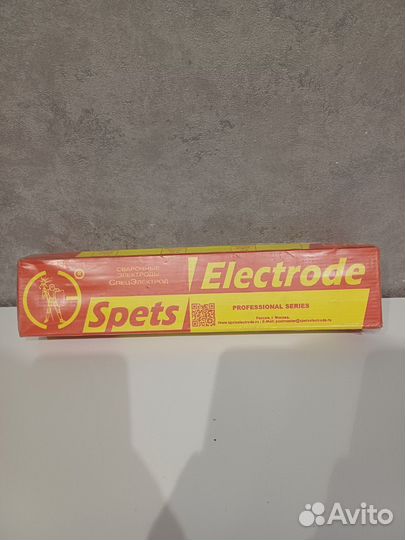 СВАРОЧНЫЕ
ЭЛЕКТРОДЫ
СПЕЦЭЛЕКТРОД
Electrode
Spets
PROFESSIONAL SERIES
Россия, г. Москва,
Avito